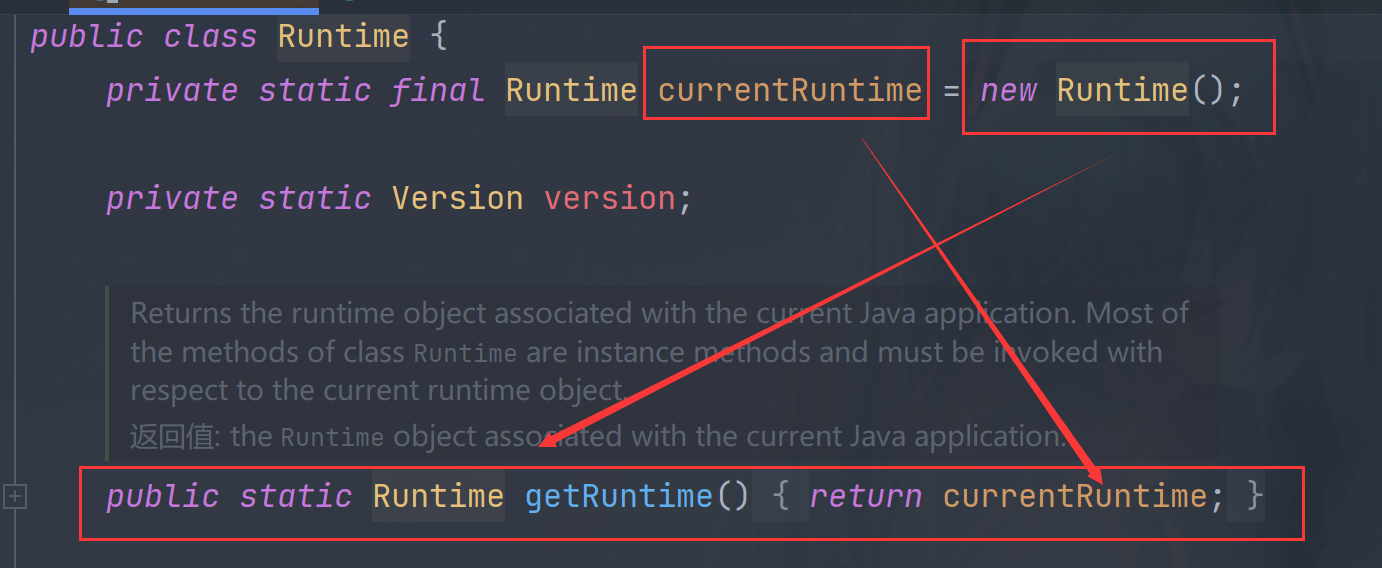 public class Runtime {
private static final Runtime currentRuntime = new Runtime();
private static Version version;
Returns the runtime object associated with the current Java application. Most of
the methods of class Runtime are instance methods and must be invoked with
respect to the current runtime object.
返回值: the Runtime object associated with the current Java application.
public static Runtime getRuntime() { return currentRuntime; }